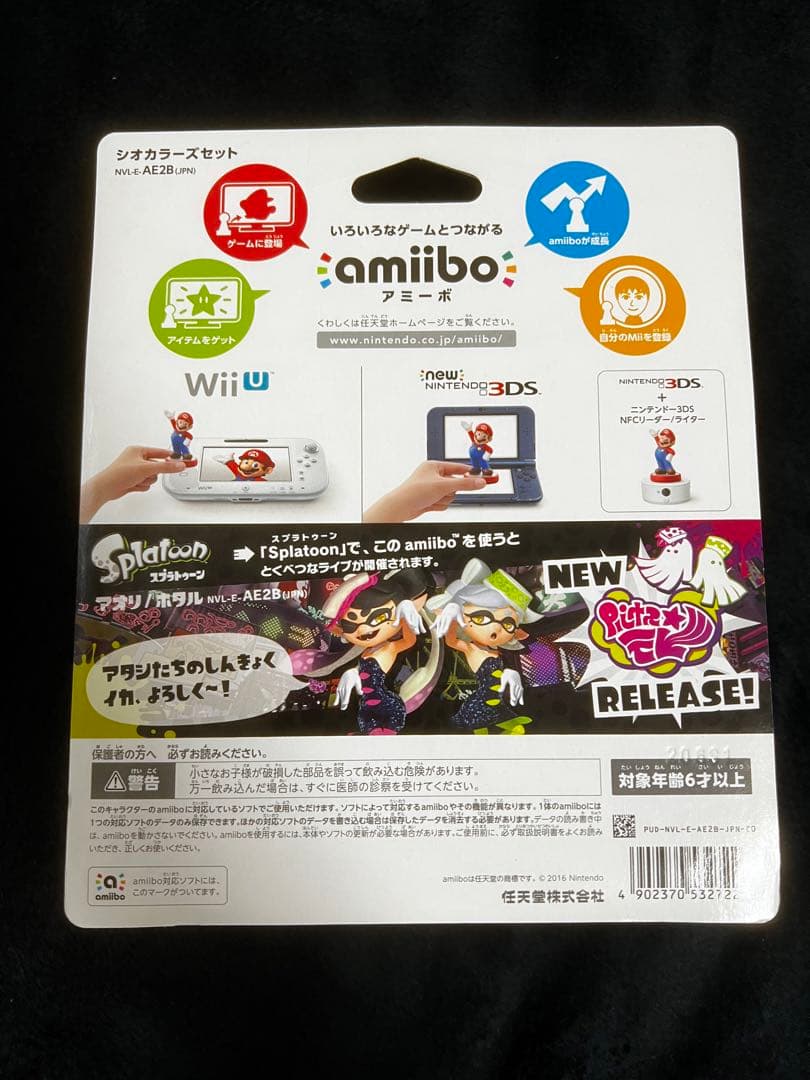 シオカラーズセット
NVL-E-AE2B(JPN)
ゲームに登場
アイテムをゲット
いろいろなゲームとつながる
amiibo
アミーボ
くわしくは任天堂ホームページをご覧ください。
www.nintendo.co.jp/amiibo/
amiiboが成長
自分のMiiを登録
Wii U™
new NINTENDO 3DS™
NINTENDO 3DS™
+
ニンテンドー3DS
NFCリーダー/ライター
Splatoon
スプラトゥーン
「Splatoon」で、このamiibo™を使うと
とくべつなライブが開催されます。
アオリ/ホタル NVL-E-AE2B(JPN)
アタシたちのしんきょく
イカ、よろしく〜!
NEW
RELEASE!
保護者の方へ 必ずお読みください。
警告
小さなお子様が破損した部品を誤って飲み込む危険があります。
万一飲み込んだ場合は、すぐに医師の診察を受けてください。
対象年齢6才以上
このキャラクターのamiiboに対応しているソフトでご使用いただけます。ソフトによって対応するamiiboやその機能が異なります。1体のamiiboには
1つの対応ソフトのデータのみ保存できます。ほかの対応ソフトのデータを書き込む場合は保存したデータを消去する必要があります。データの読み書き中
は、amiiboを動かさないでください。amiiboを使用するには、本体やソフトの更新が必要な場合があります。ご使用前に、必ず取扱説明書をよくお読み
いただき、正しくお使いください。
PUD-NVL-E-AE2B-JPN-C0
amiibo
amiibo対応ソフトには、
このマークがついてます。
amiiboは任天堂の商標です。© 2016 Nintendo
任天堂株式会社
4 902370 532722